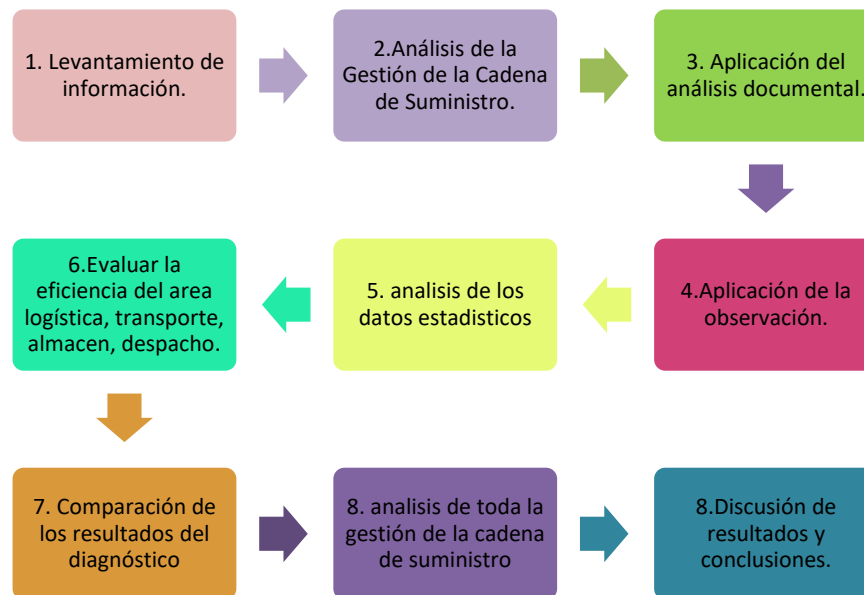 1. Levantamiento de
información.
2.Análisis de la
Gestión de la Cadena
de Suministro.
3. Aplicación del
análisis documental.
4.Aplicación de la
observación.
5. analisis de los
datos estadisticos
6.Evaluar la
eficiencia del area
logística, transporte,
almacen, despacho.
7. Comparación de
los resultados del
diagnóstico
8. analisis de toda la
gestión de la cadena
de suministro
8.Discusión de
resultados y
conclusiones.